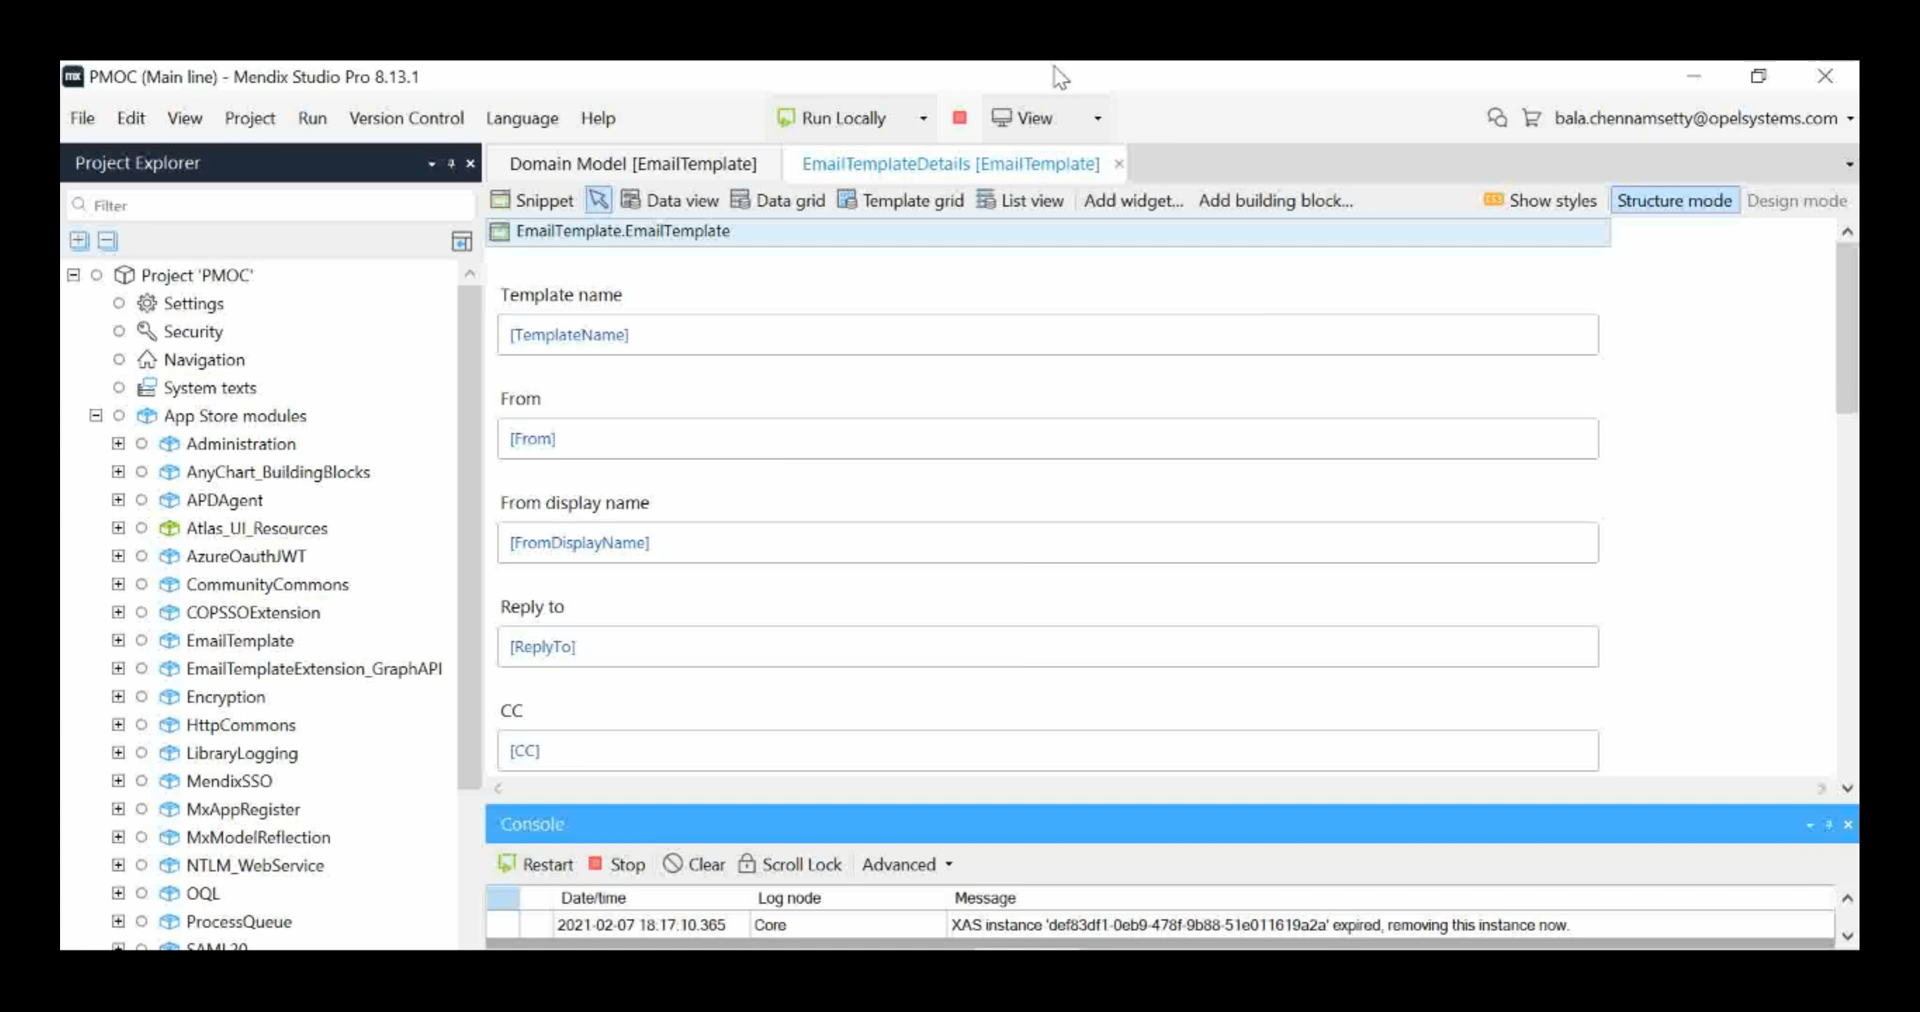 mx PMOC (Main line) - Mendix Studio Pro 8.13.1
File Edit View Project Run Version Control Language Help Run Locally View bala.chennamsetty@opelsystems.com
Project Explorer
Domain Model [EmailTemplate] EmailTemplateDetails [EmailTemplate]
Filter
Snippet Data view Data grid Template grid List view Add widget... Add building block... Show styles Structure mode Design mode
EmailTemplate.EmailTemplate
Project 'PMOC'
Settings
Security
Navigation
System texts
App Store modules
Administration
AnyChart_BuildingBlocks
APDAgent
Atlas_UI_Resources
AzureOauthJWT
CommunityCommons
COPSSOExtension
EmailTemplate
EmailTemplateExtension_GraphAPI
Encryption
HttpCommons
LibraryLogging
MendixSSO
MxAppRegister
MxModelReflection
NTLM_WebService
OQL
ProcessQueue
SAML20
Template name
[TemplateName]
From
[From]
From display name
[FromDisplayName]
Reply to
[ReplyTo]
CC
[CC]
Console
Restart Stop Clear Scroll Lock Advanced
Date/time Log node Message
2021-02-07 18:17:10.365 Core XAS instance 'def83df1-0eb9-478f-9b88-51e011619a2a' expired, removing this instance now.